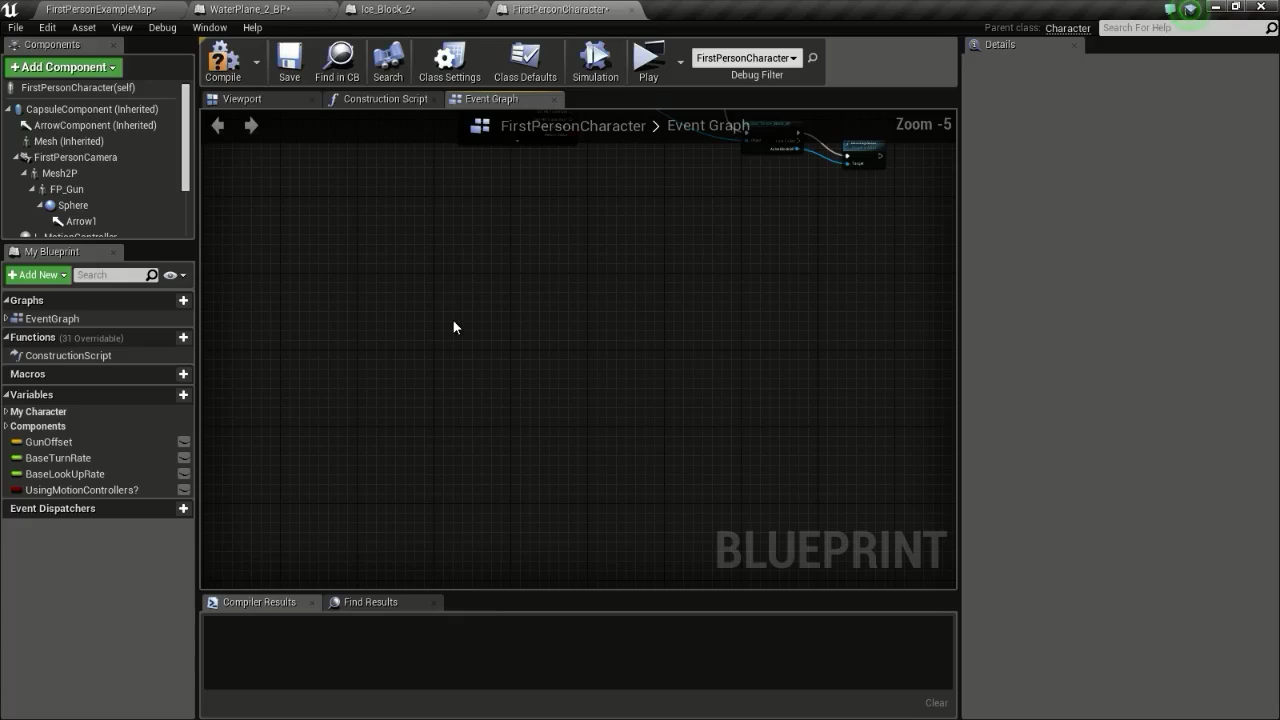 FirstPersonExampleMap*
WaterPlane_2_BP*
Ice_Block_2*
FirstPersonCharacter*
File Edit Asset View Debug Window Help
Parent class: Character
Search For Help
Components
+Add Component
FirstPersonCharacter(self)
CapsuleComponent (Inherited)
ArrowComponent (Inherited)
Mesh (Inherited)
FirstPersonCamera
Mesh2P
FP_Gun
Sphere
Arrow1
Compile
Save
Find in CB
Search
Class Settings
Class Defaults
Simulation
Play
FirstPersonCharacter
Debug Filter
Details
Viewport
Construction Script
Event Graph
FirstPersonCharacter > Event Graph
Zoom -5
Target
My Blueprint
+Add New
Search
Graphs
EventGraph
Functions (31 Overridable)
ConstructionScript
Macros
Variables
My Character
Components
GunOffset
BaseTurnRate
BaseLookUpRate
UsingMotionControllers?
Event Dispatchers
BLUEPRINT
Compiler Results
Find Results
Clear